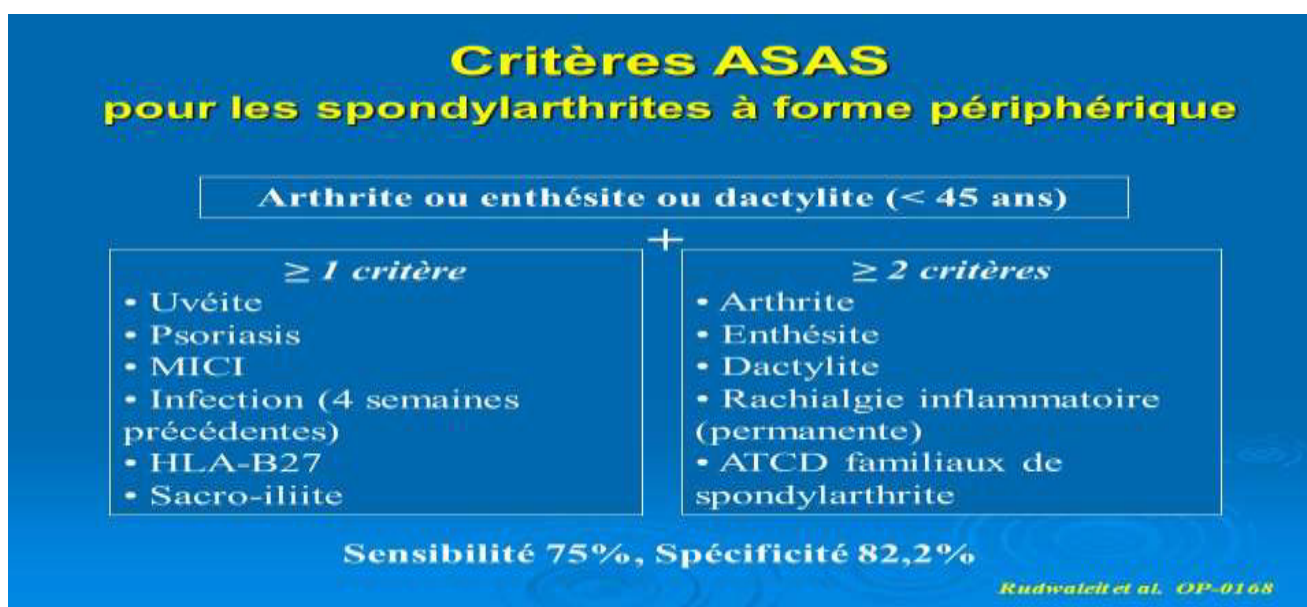 Critères ASAS
pour les spondylarthrites à forme périphérique
Arthrite ou enthésite ou dactylite (< 45 ans)
+
≥ 1 critère
• Uvéite
• Psoriasis
• MICI
• Infection (4 semaines
précédentes)
• HLA-B27
• Sacro-iliite
≥ 2 critères
• Arthrite
• Enthésite
• Dactylite
• Rachialgie inflammatoire
(permanente)
• ATCD familiaux de
spondylarthrite
Sensibilité 75%, Spécificité 82,2%
Rudwaleit et al. OP-0168